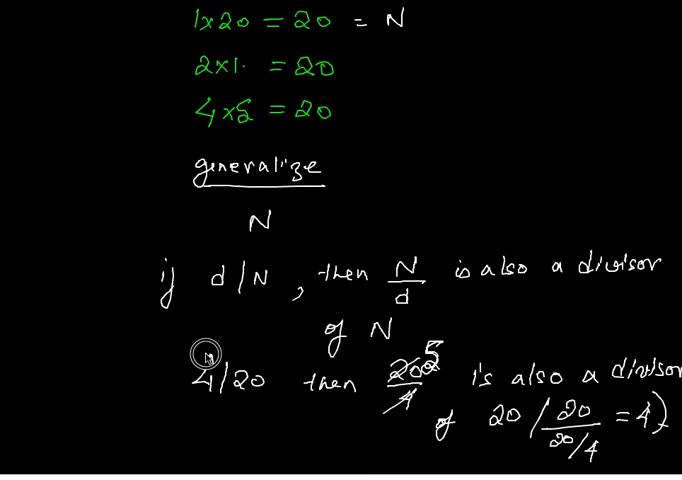 1x20 = 20 = N
2x1. = 20
4x5 = 20
generalize
N
if d/N, then N/d is also a divisor
of N
4/20 then 20/4 5 is also a divisor
of 20 / 20/20/4 = 4)